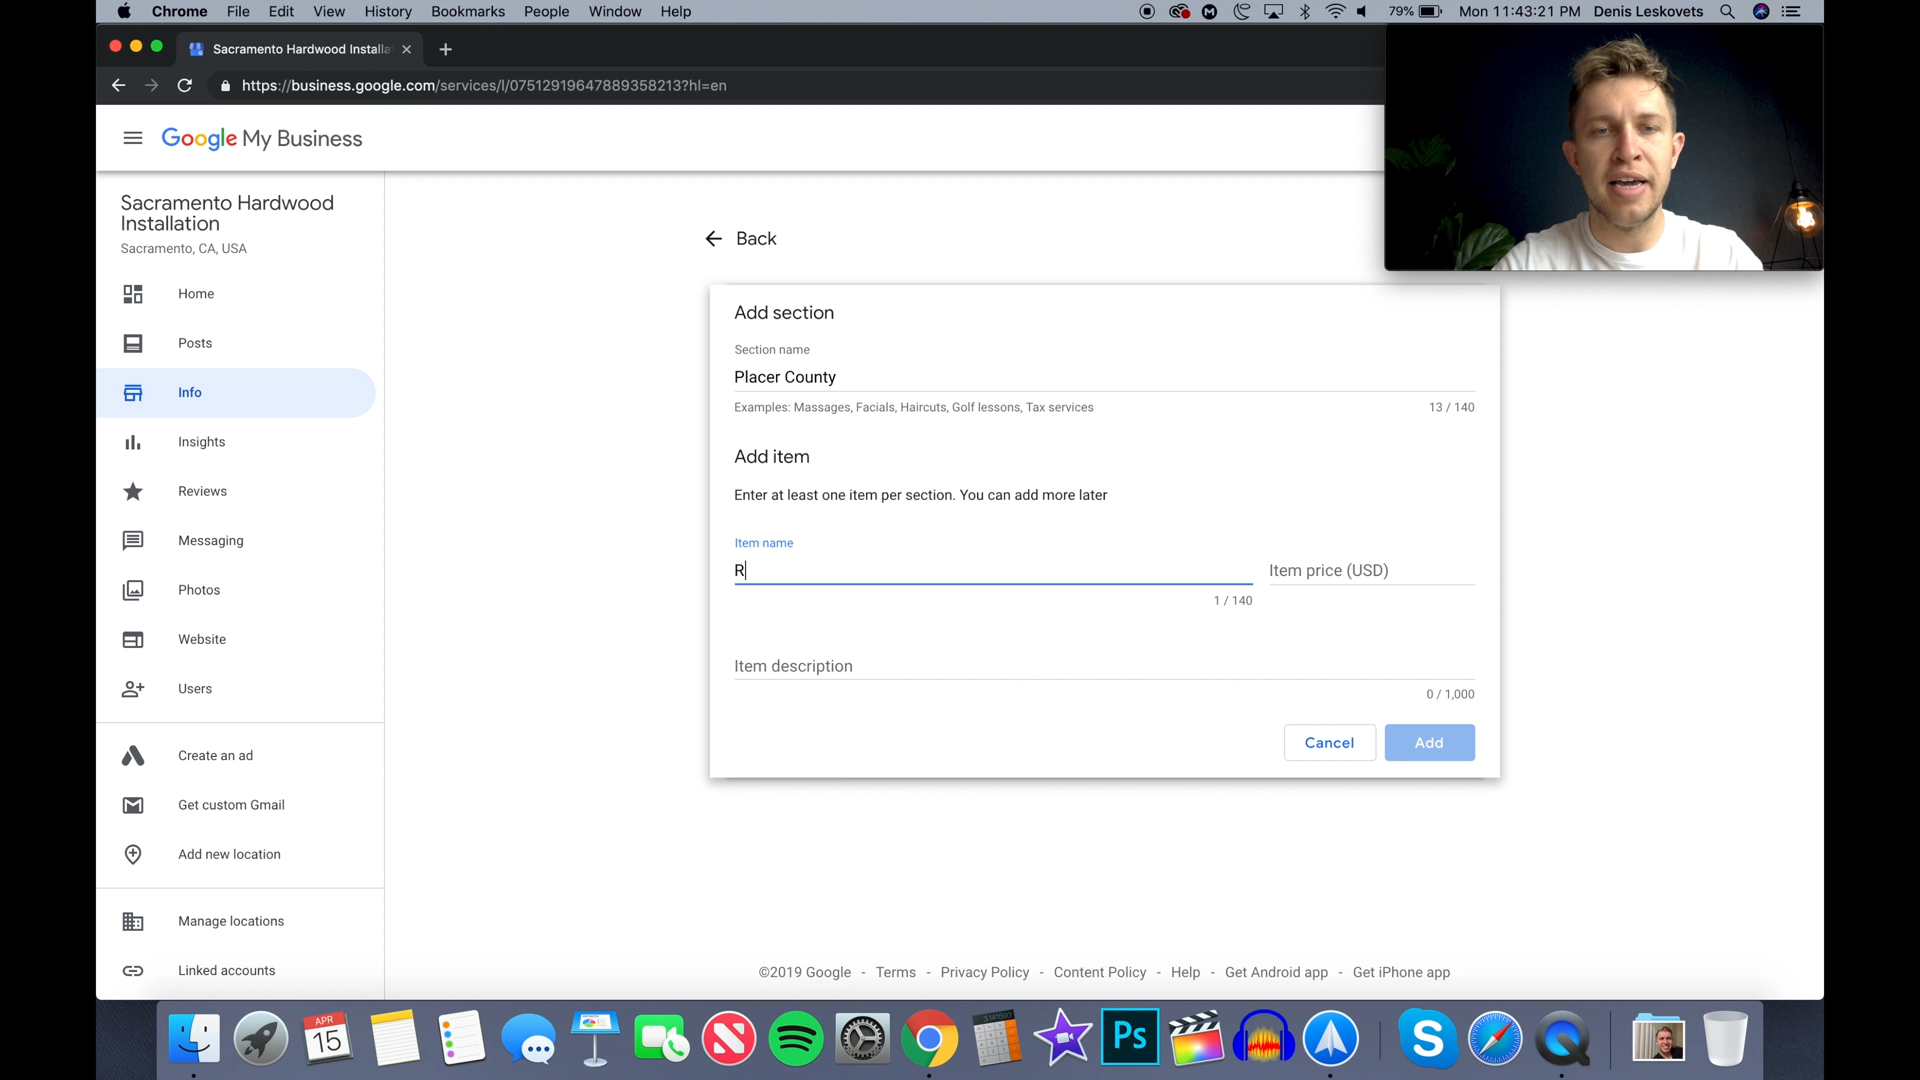 Chrome File Edit View History Bookmarks People Window Help
79% Mon 11:43:21 PM Denis Leskovets
Sacramento Hardwood Installa
https://business.google.com/services/l/07512919647889358213?hl=en
Google My Business
Sacramento Hardwood
Installation
Sacramento, CA, USA
Home
Posts
Info
Insights
Reviews
Messaging
Photos
Website
Users
Create an ad
Get custom Gmail
Add new location
Manage locations
Linked accounts
Back
Add section
Section name
Placer County
Examples: Massages, Facials, Haircuts, Golf lessons, Tax services 13 / 140
Add item
Enter at least one item per section. You can add more later
Item name
R Item price (USD)
1 / 140
Item description
0 / 1,000
Cancel Add
©2019 Google - Terms - Privacy Policy - Content Policy - Help - Get Android app - Get iPhone app
APR
15
3.141593
Ps